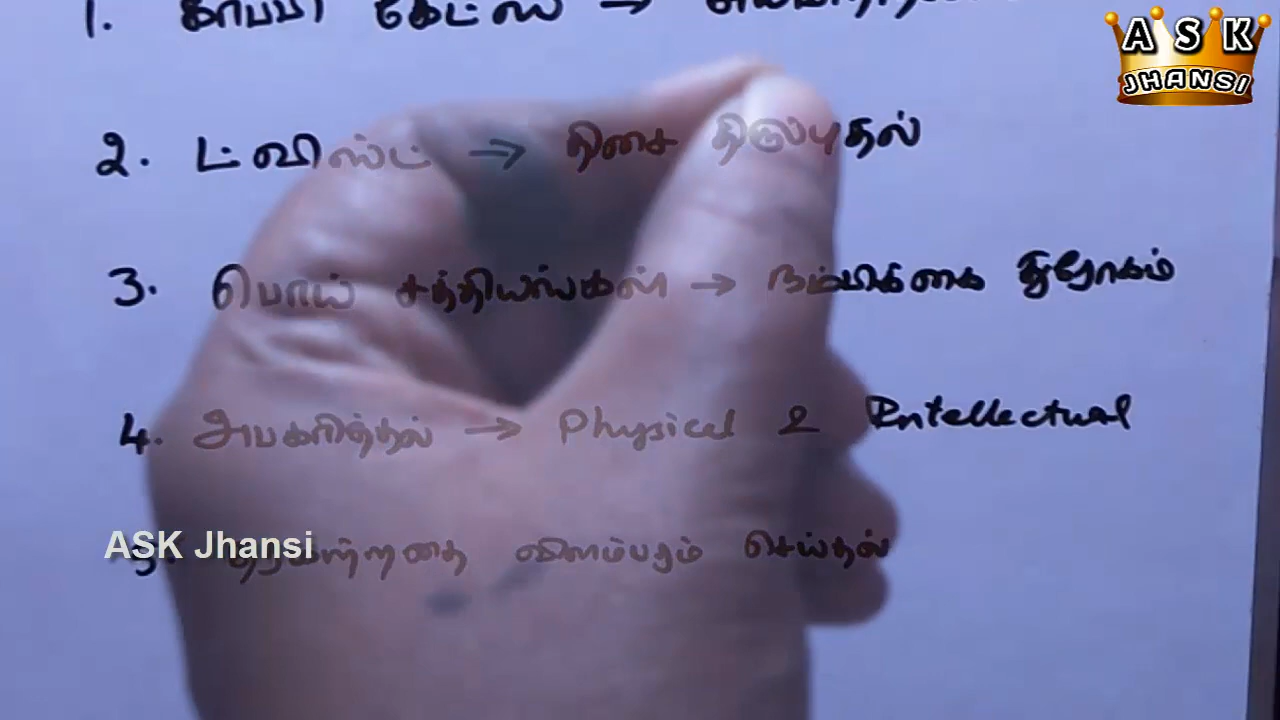 1. காப்பி கேட்ஸ் →
ASK
JHANSI
2. ட்விஸ்ட் → திசை திருப்புதல்
3. பொய் சத்தியங்கள் → நம்பிக்கை துரோகம்
4. அபகரித்தல் → Physical & Intellectual
ASK Jhansi
5. விளம்பரம் செய்தல்